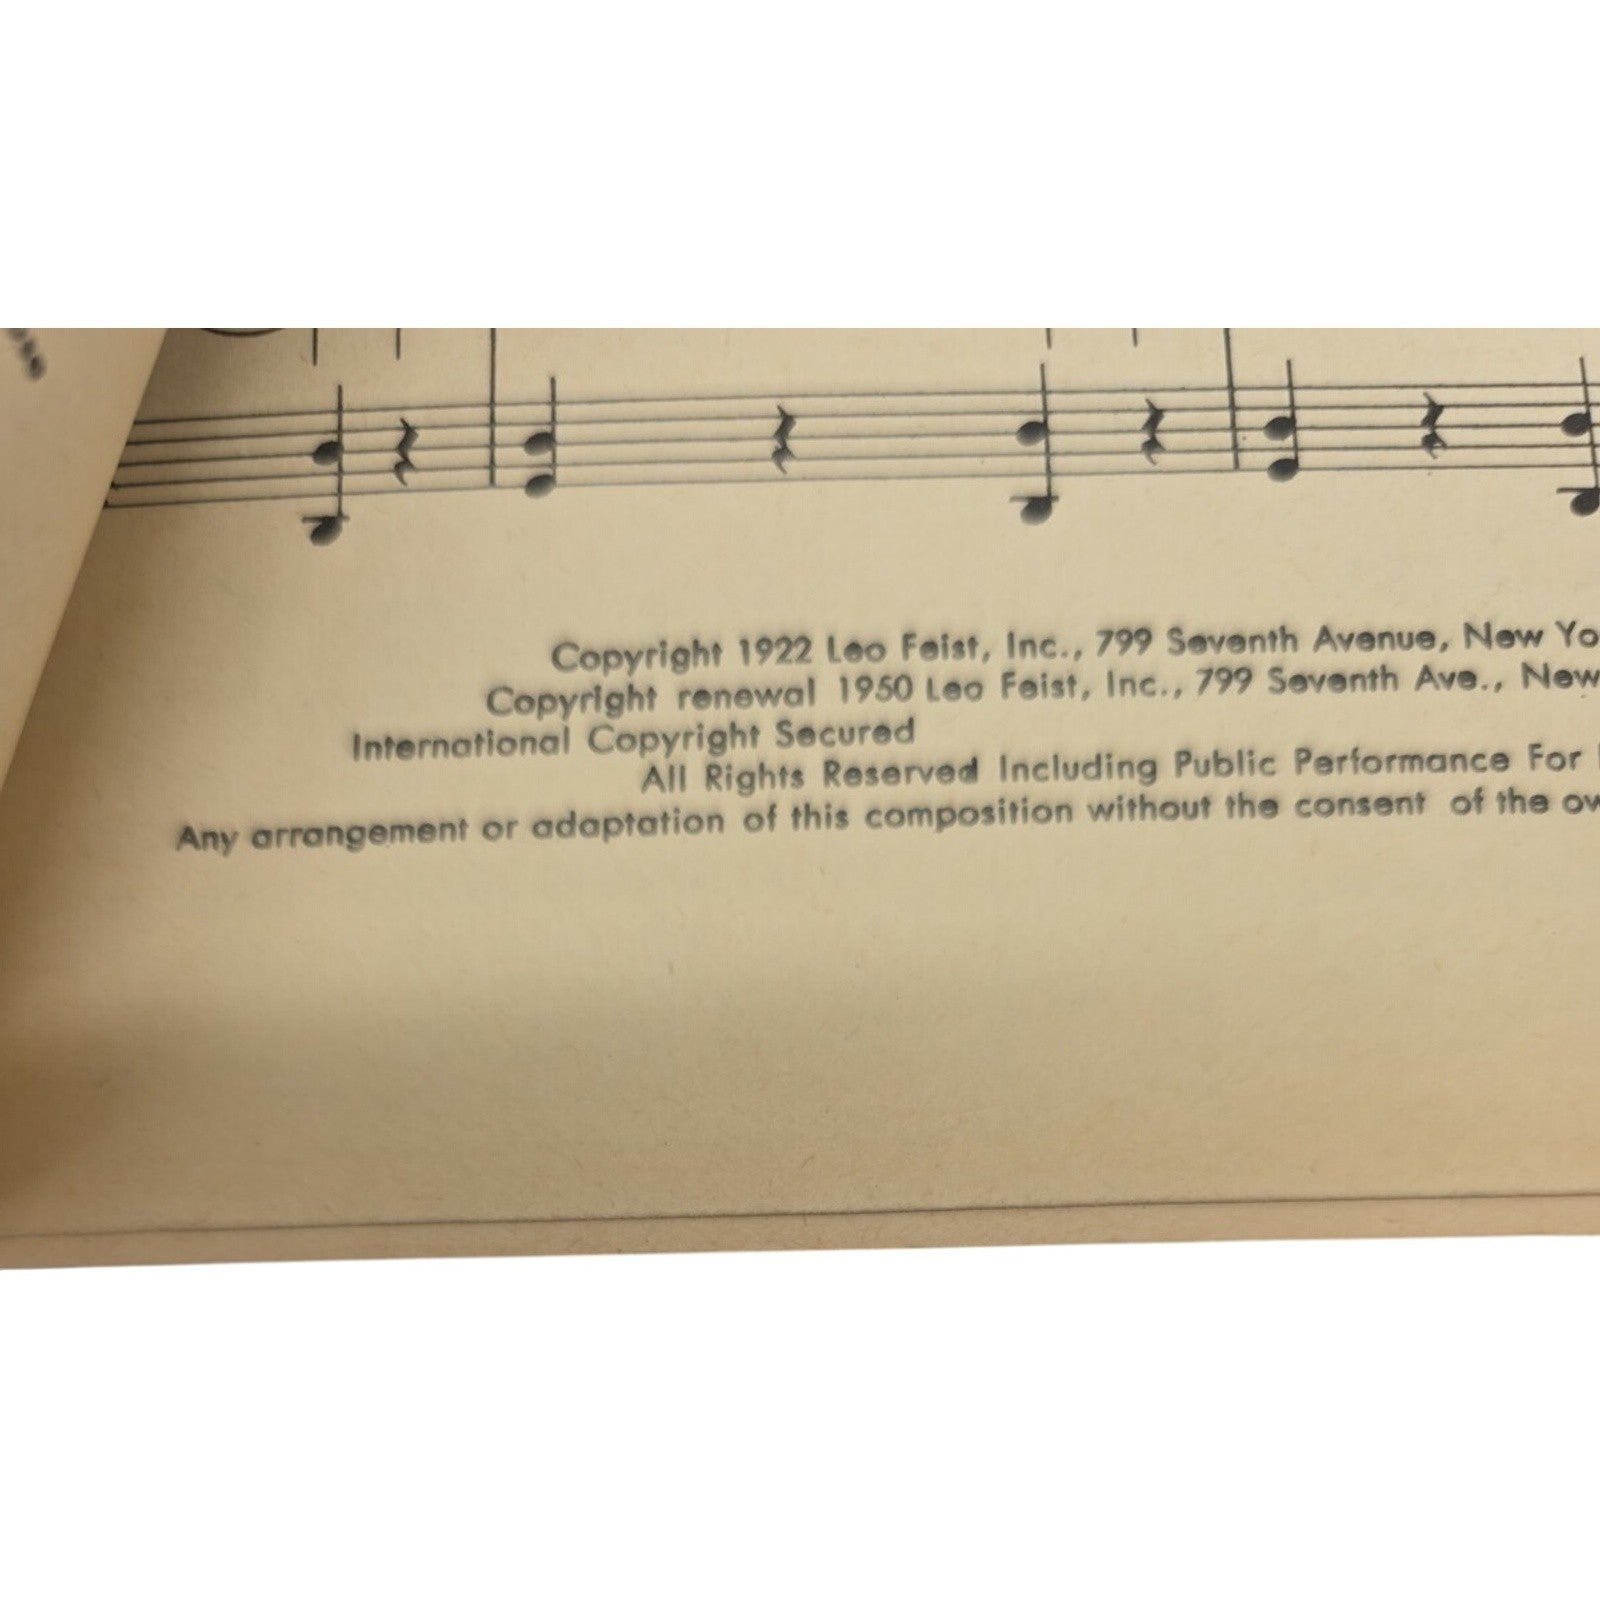 Copyright 1922 Leo Feist, Inc., 799 Seventh Avenue, New Yo
Copyright renewal 1950 Leo Feist, Inc., 799 Seventh Ave., New
International Copyright Secured
All Rights Reserved Including Public Performance For
Any arrangement or adaptation of this composition without the consent of the ow